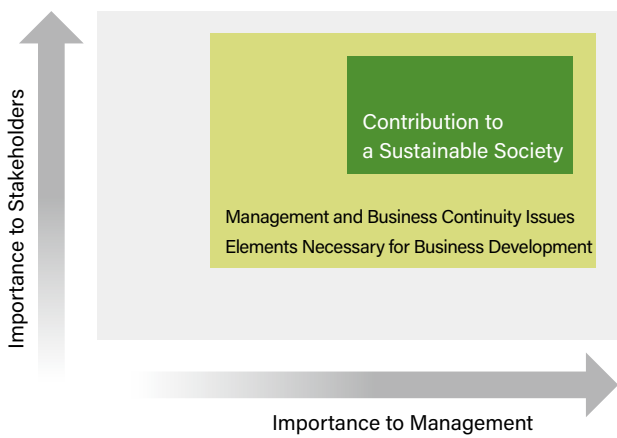 Importance to Stakeholders
Contribution to
a Sustainable Society
Management and Business Continuity Issues
Elements Necessary for Business Development
Importance to Management